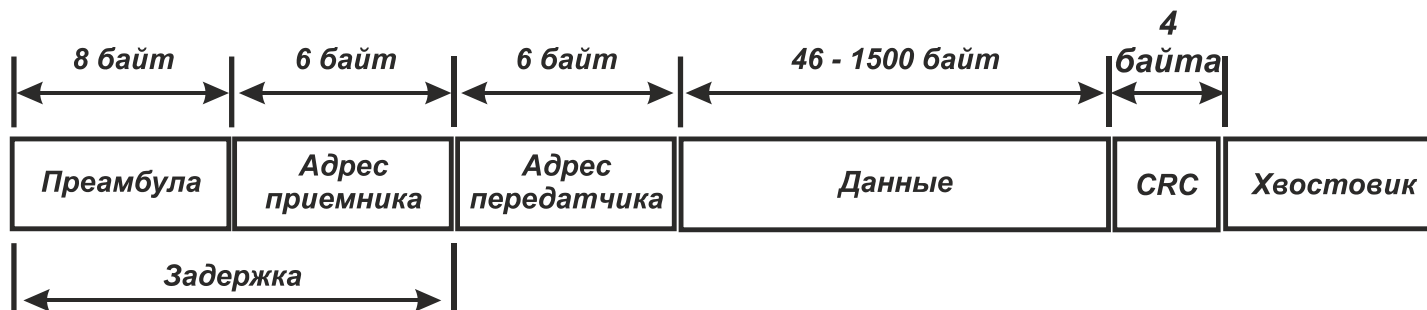 8 байт
6 байт
6 байт
46 - 1500 байт
4
байта
Преамбула
Адрес
приемника
Адрес
передатчика
Данные
CRC
Хвостовик
Задержка